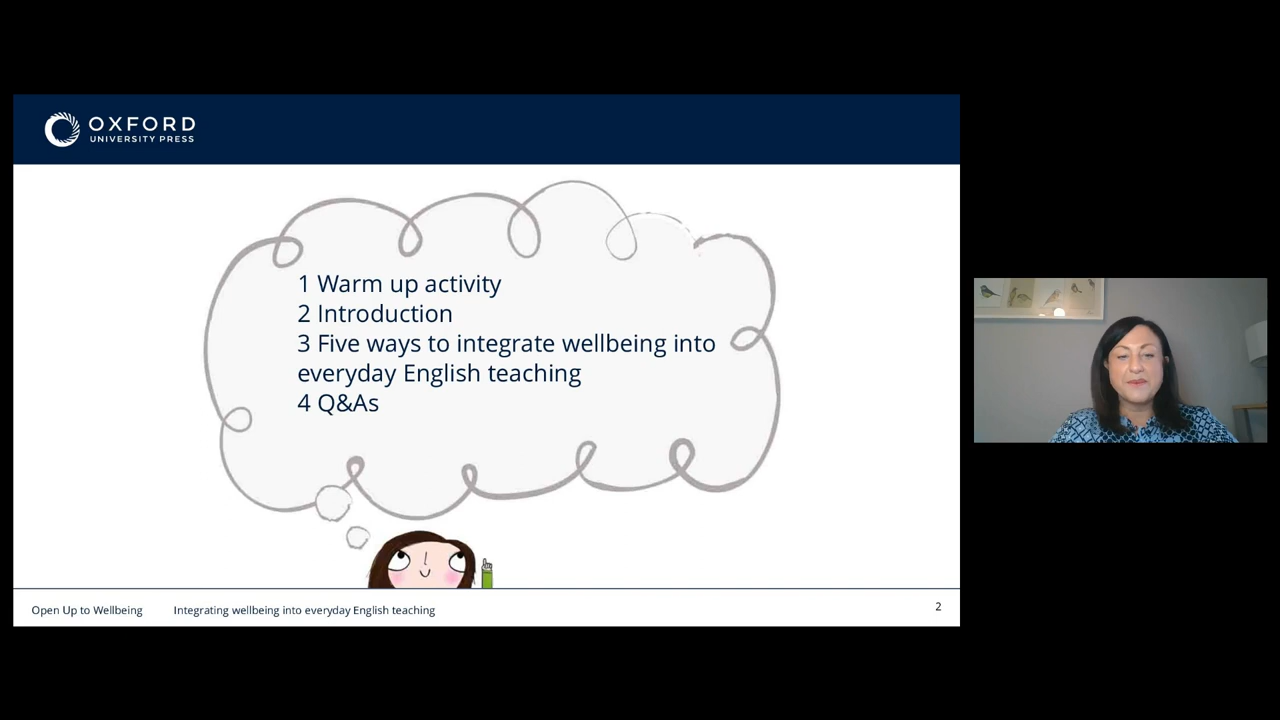 OXFORD
UNIVERSITY PRESS
1 Warm up activity
2 Introduction
3 Five ways to integrate wellbeing into
everyday English teaching
4 Q&As
Open Up to Wellbeing Integrating wellbeing into everyday English teaching 2